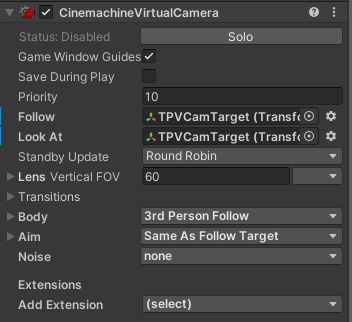 CinemachineVirtualCamera
Status: Disabled Solo
Game Window Guides
Save During Play
Priority 10
Follow TPVCamTarget (Transfo
Look At TPVCamTarget (Transfo
Standby Update Round Robin
Lens Vertical FOV 60
Transitions
Body 3rd Person Follow
Aim Same As Follow Target
Noise none
Extensions
Add Extension (select)